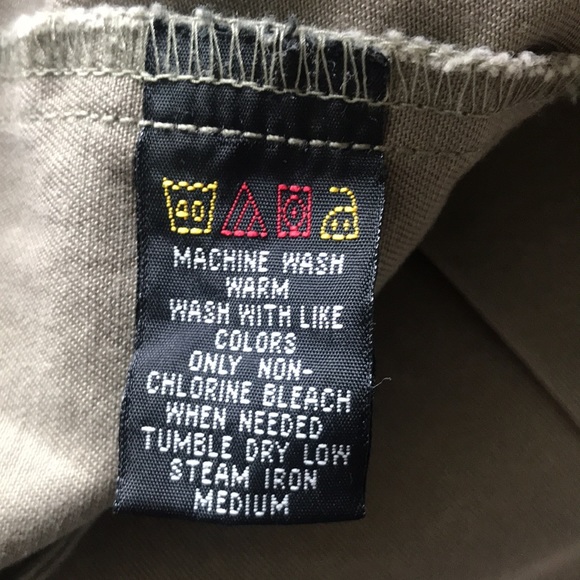 40
MACHINE WASH
WARM
WASH WITH LIKE
COLORS
ONLY NON-
CHLORINE BLEACH
WHEN NEEDED
TUMBLE DRY LOW
STEAM IRON
MEDIUM